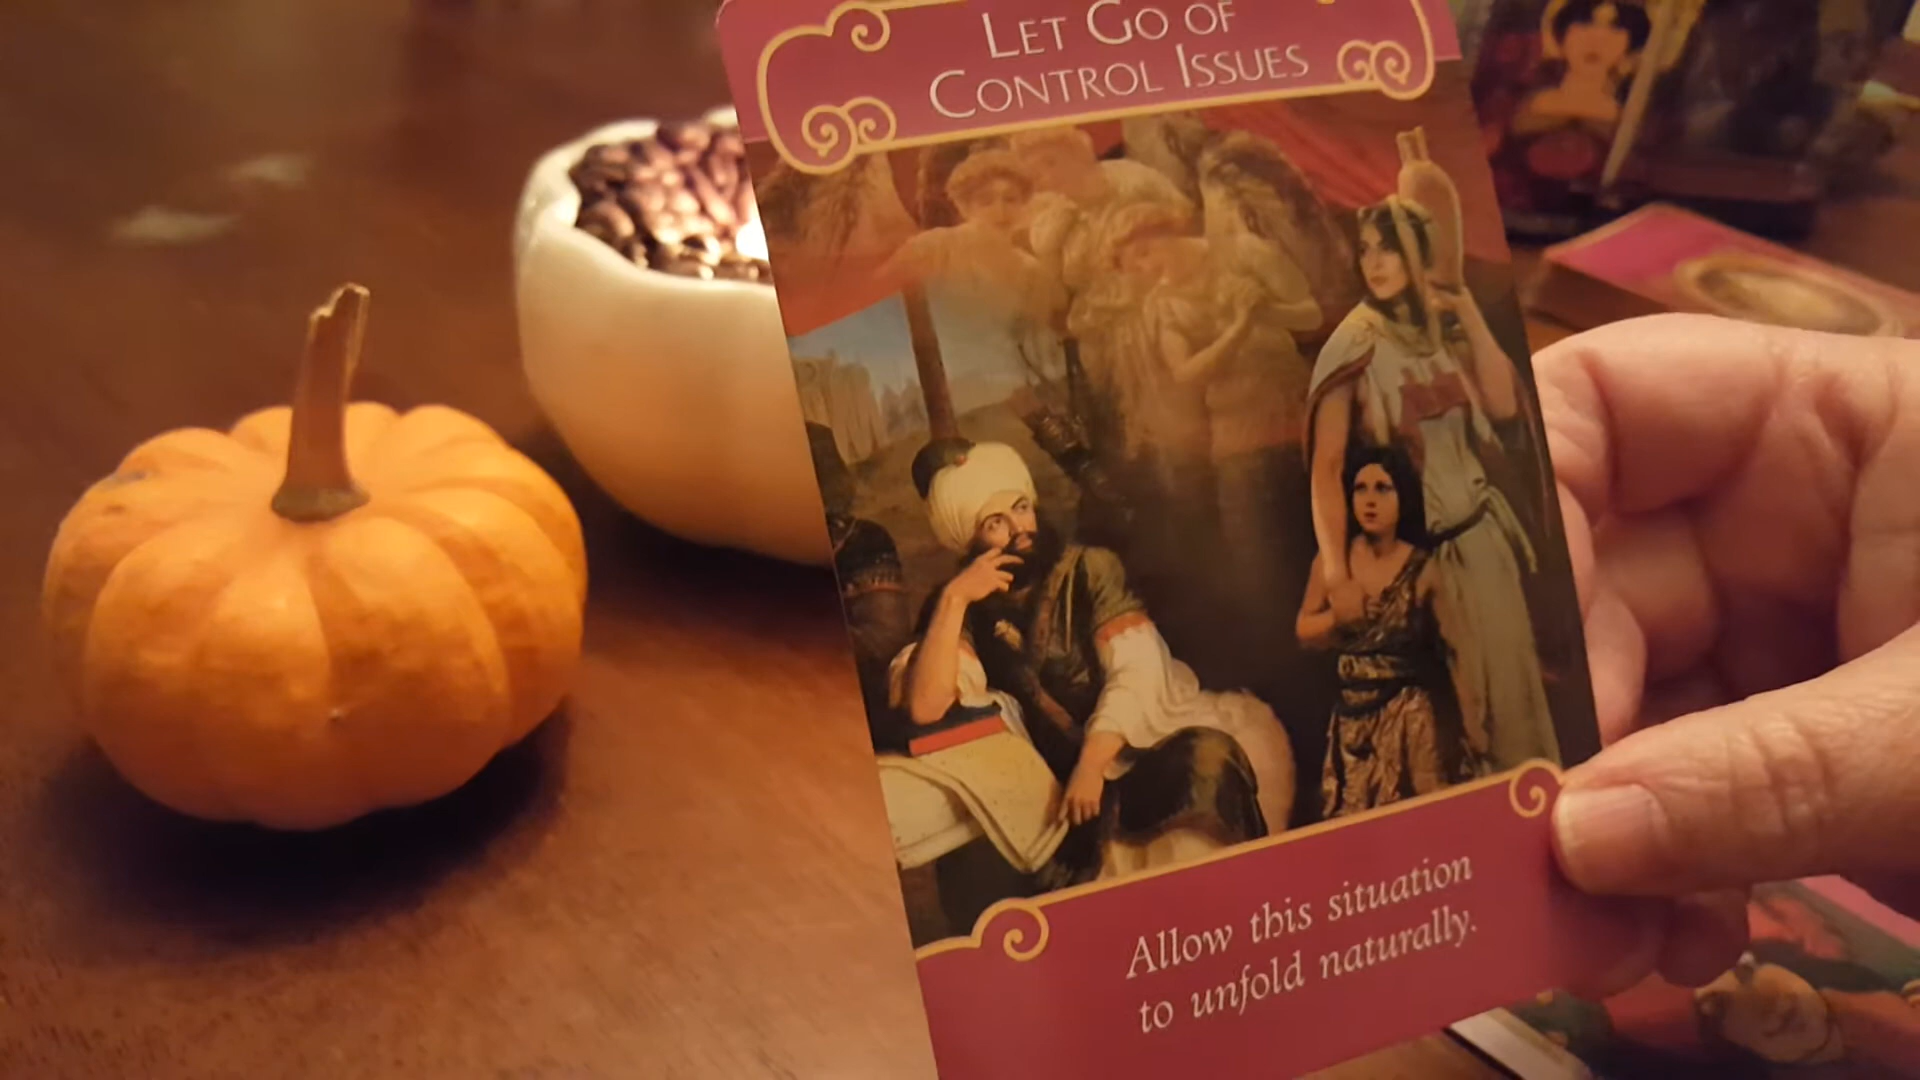 LET GO OF
CONTROL ISSUES
Allow this situation
to unfold naturally.